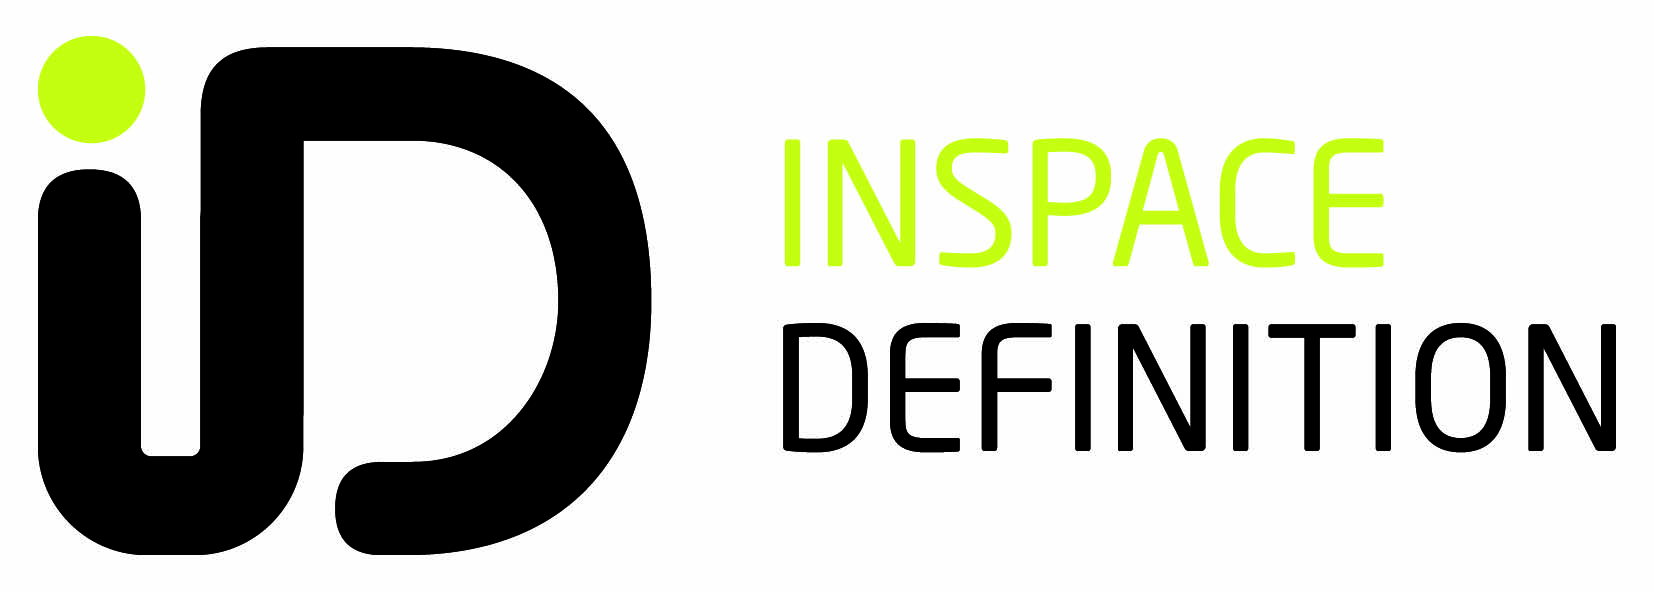 iD
INSPACE
DEFINITION